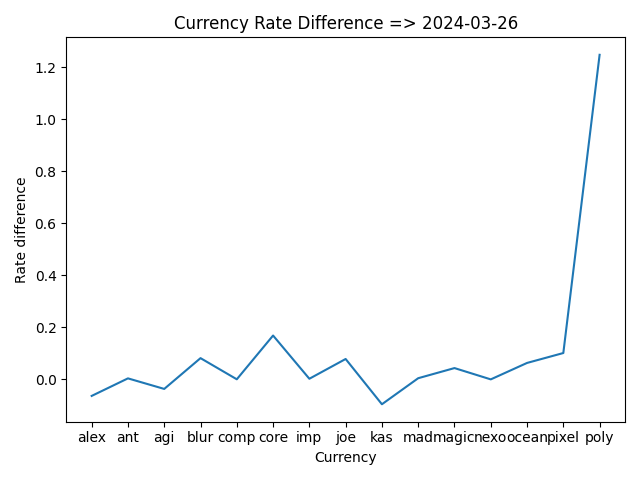 Currency Rate Difference => 2024-03-26
1.2
1.0
0.8
0.6
0.4
0.2
0.0
Rate difference
alex ant agi blur comp core imp joe kas mad magic nexo ocean pixel poly
Currency